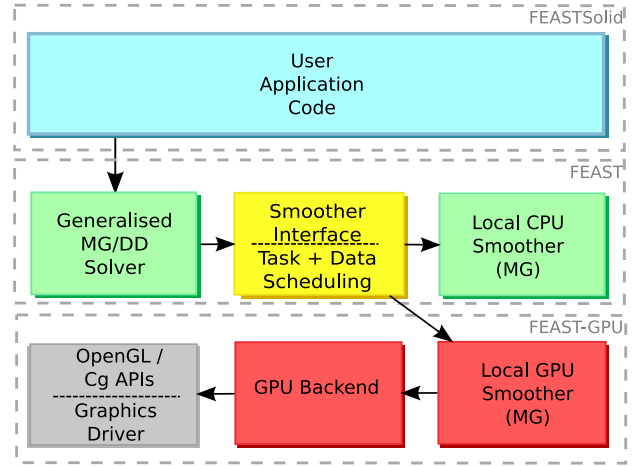 FEASTSolid
User
Application
Code
FEAST
Generalised
MG/DD
Solver
Smoother
Interface
Task + Data
Scheduling
Local CPU
Smoother
(MG)
FEAST-GPU
OpenGL /
Cg APIs
Graphics
Driver
GPU Backend
Local GPU
Smoother
(MG)